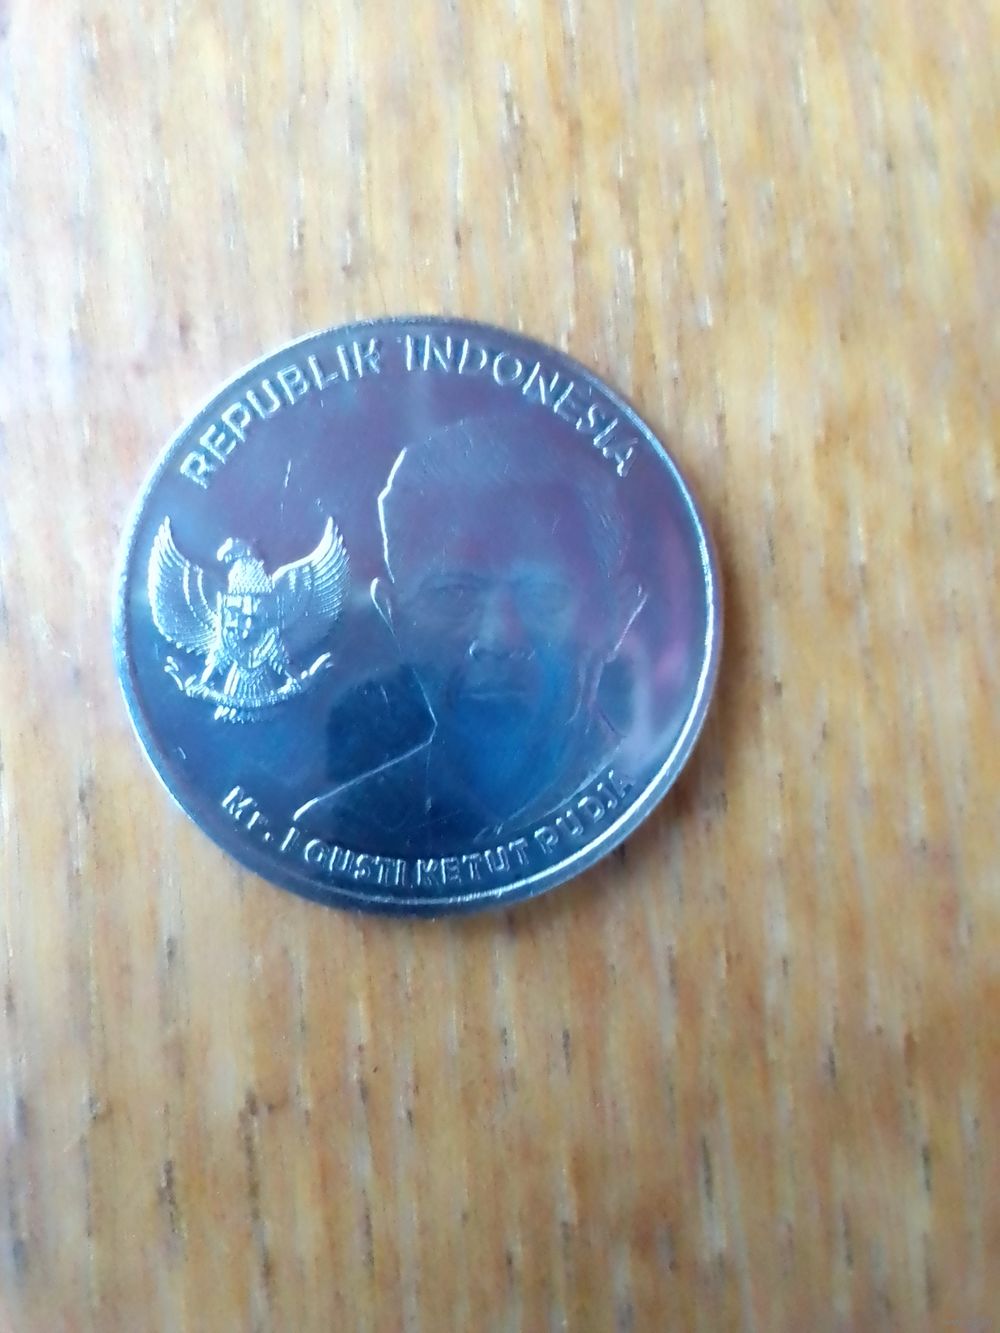 REPUBLIK INDONESIA
Mr. I GUSTI KETUT PUDJA